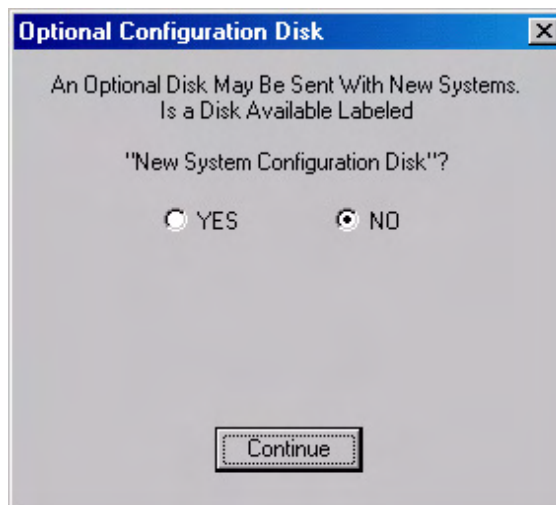 Optional Configuration Disk
An Optional Disk May Be Sent With New Systems.
Is a Disk Available Labeled
"New System Configuration Disk"?
YES NO
Continue